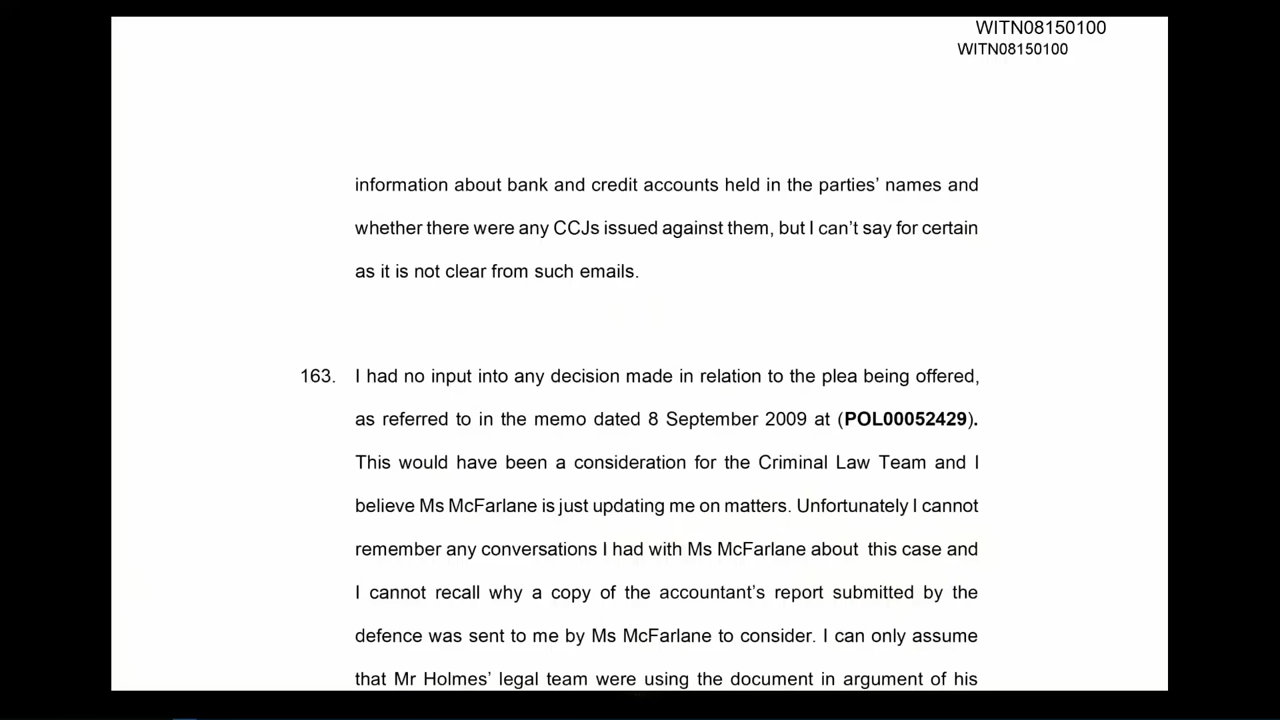 WITN08150100
WITN08150100
information about bank and credit accounts held in the parties’ names and
whether there were any CCJs issued against them, but I can’t say for certain
as it is not clear from such emails.
163. I had no input into any decision made in relation to the plea being offered,
as referred to in the memo dated 8 September 2009 at (POL00052429).
This would have been a consideration for the Criminal Law Team and I
believe Ms McFarlane is just updating me on matters. Unfortunately I cannot
remember any conversations I had with Ms McFarlane about this case and
I cannot recall why a copy of the accountant’s report submitted by the
defence was sent to me by Ms McFarlane to consider. I can only assume
that Mr Holmes’ legal team were using the document in argument of his